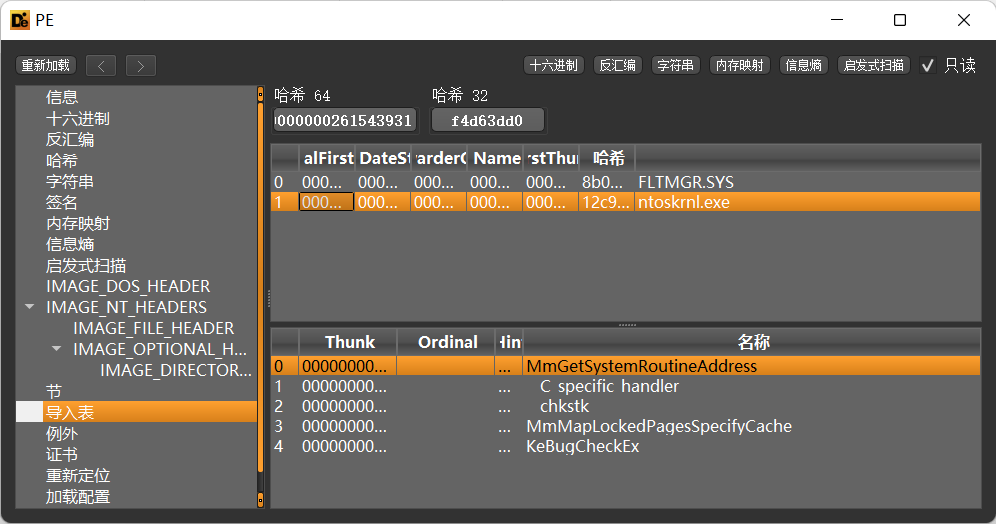 PE
重新加载 < > 十六进制 反汇编 字符串 内存映射 信息熵 启发式扫描 只读
信息
十六进制
反汇编
哈希
字符串
签名
内存映射
信息熵
启发式扫描
IMAGE_DOS_HEADER
IMAGE_NT_HEADERS
IMAGE_FILE_HEADER
IMAGE_OPTIONAL_H...
IMAGE_DIRECTOR...
节
导入表
例外
证书
重新定位
加载配置
哈希 64 哈希 32
000000261543931 f4d63dd0
alFirst DateSt Name 哈希
0 000... 000... 000... 000... 000... 8b0... FLTMGR.SYS
1 000... 000... 000... 000... 000... 12c9... ntoskrnl.exe
Thunk Ordinal Hin 名称
0 00000000... ... MmGetSystemRoutineAddress
1 00000000... ... C specific handler
2 00000000... ... chkstk
3 00000000... ... MmMapLockedPagesSpecifyCache
4 00000000... ... KeBugCheckEx